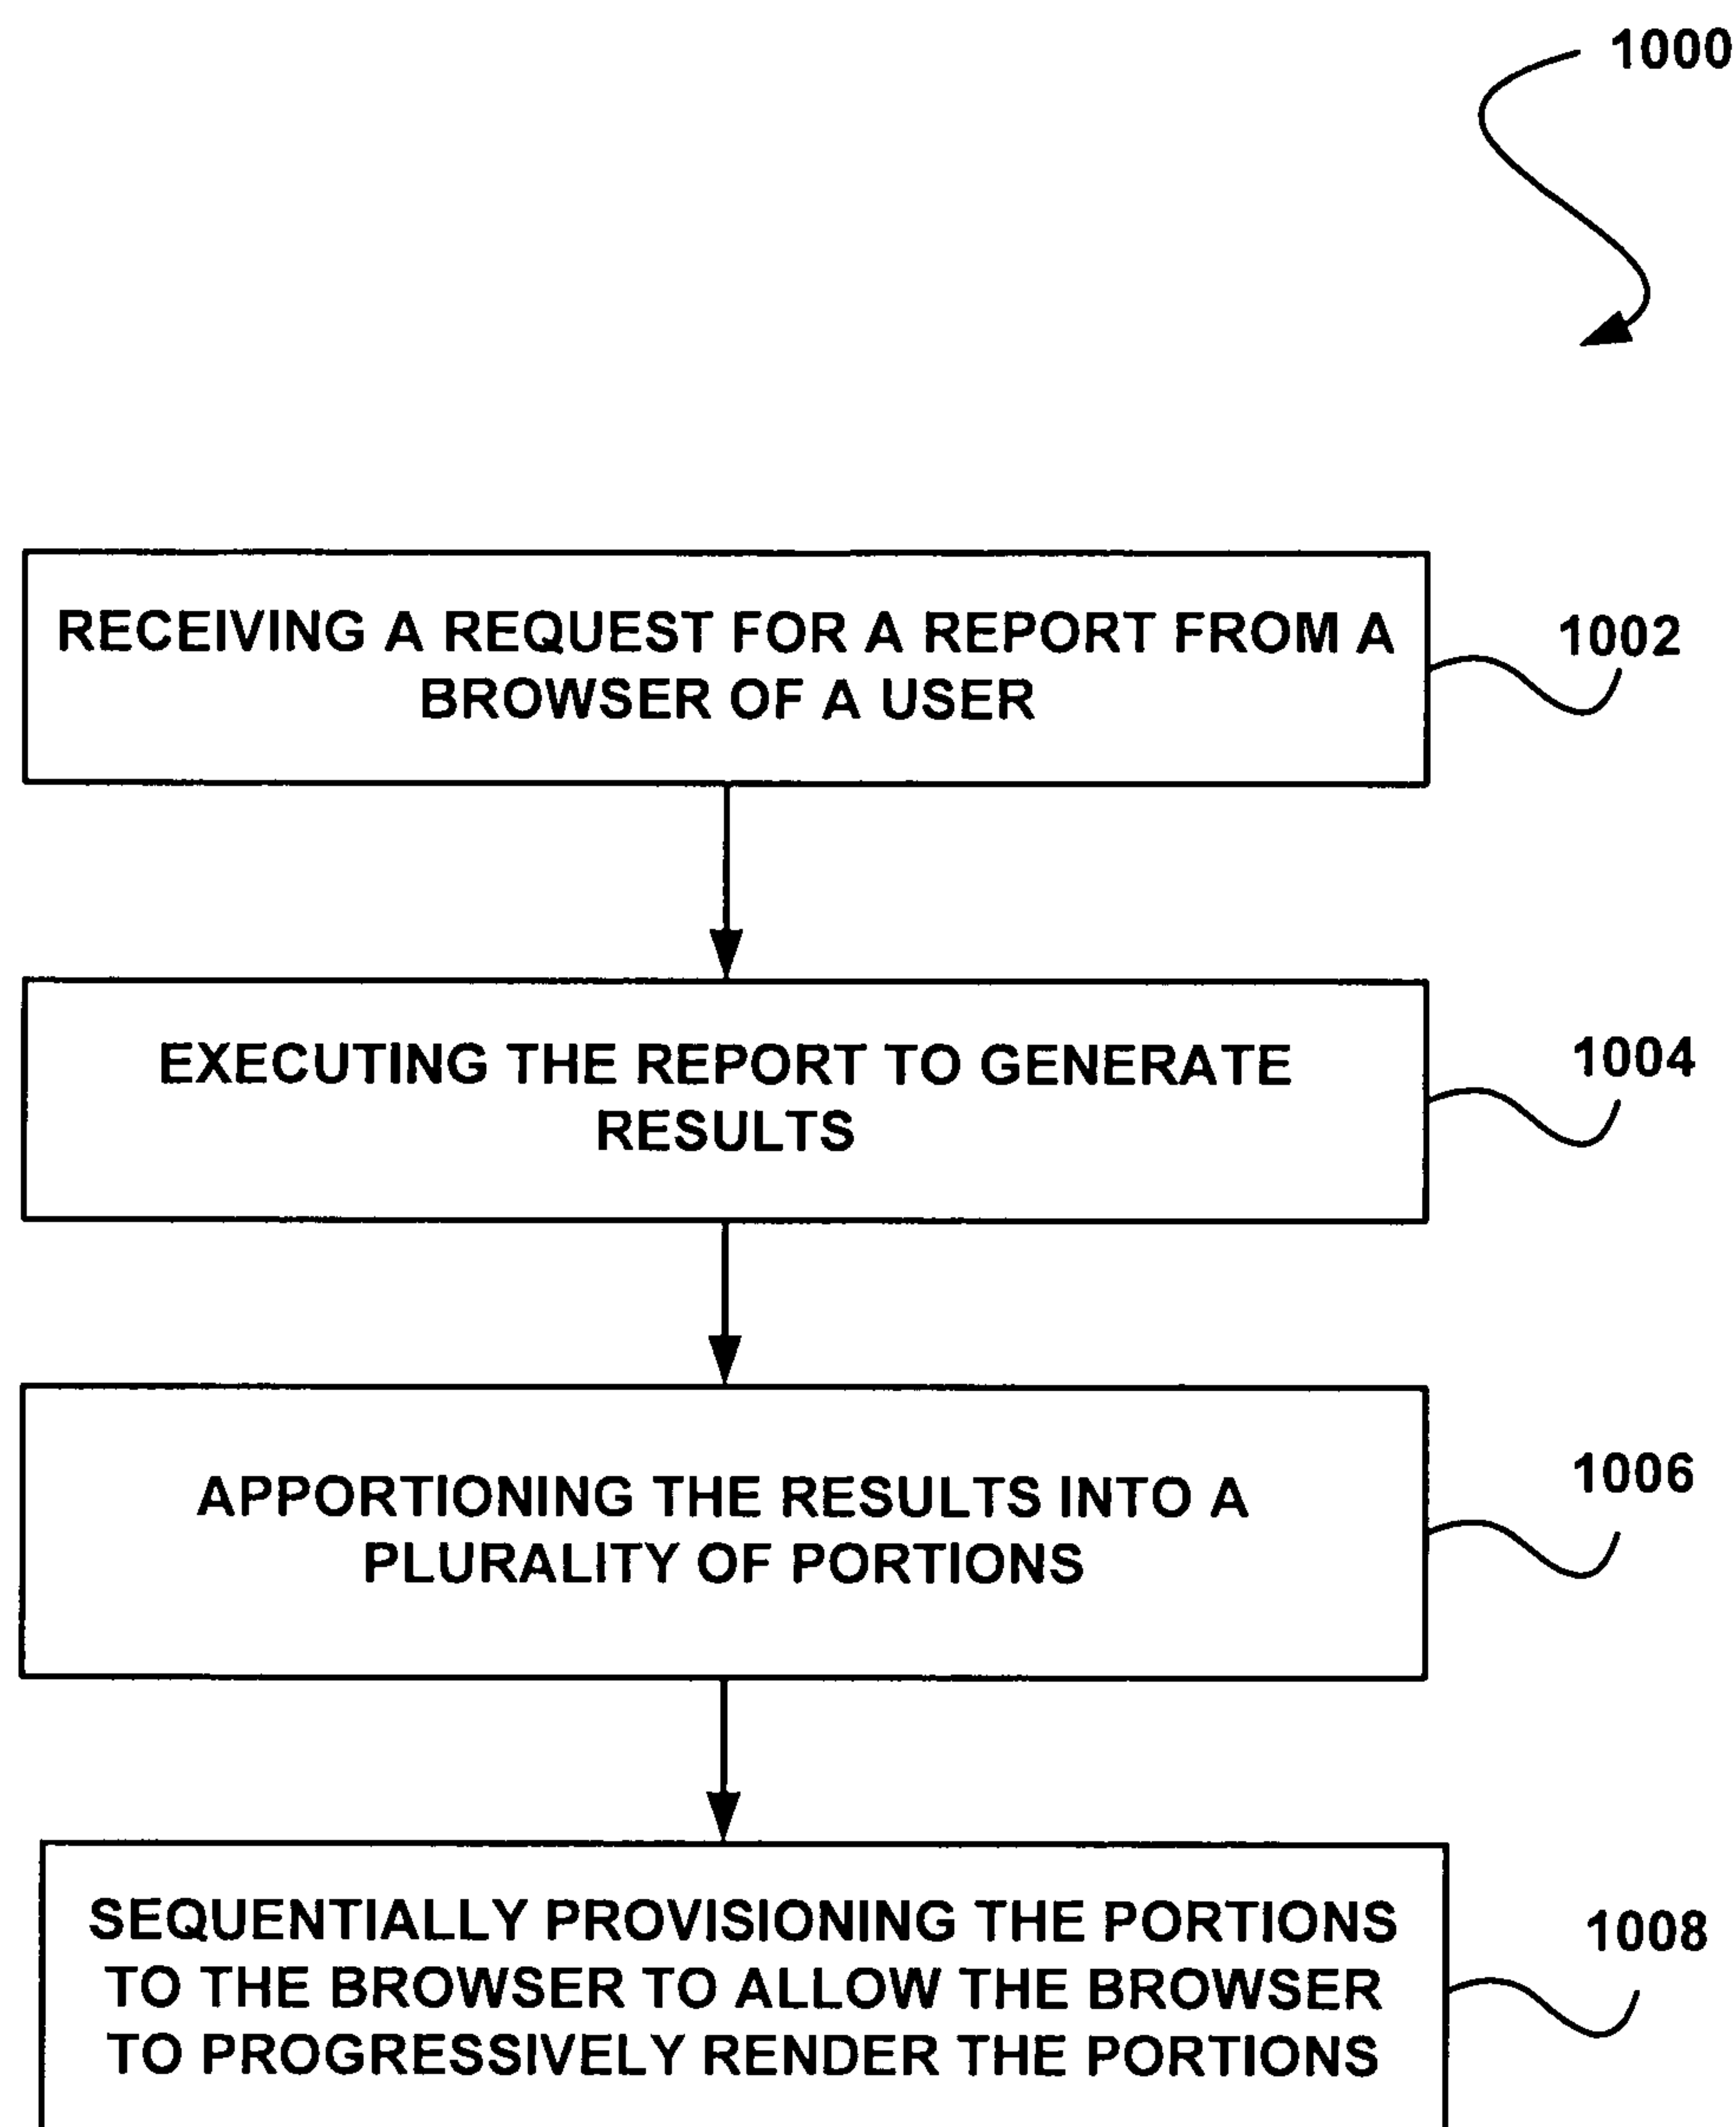 1000
RECEIVING A REQUEST FOR A REPORT FROM A
BROWSER OF A USER
1002
EXECUTING THE REPORT TO GENERATE
RESULTS
1004
APPORTIONING THE RESULTS INTO A
PLURALITY OF PORTIONS
1006
SEQUENTIALLY PROVISIONING THE PORTIONS
TO THE BROWSER TO ALLOW THE BROWSER
TO PROGRESSIVELY RENDER THE PORTIONS
1008